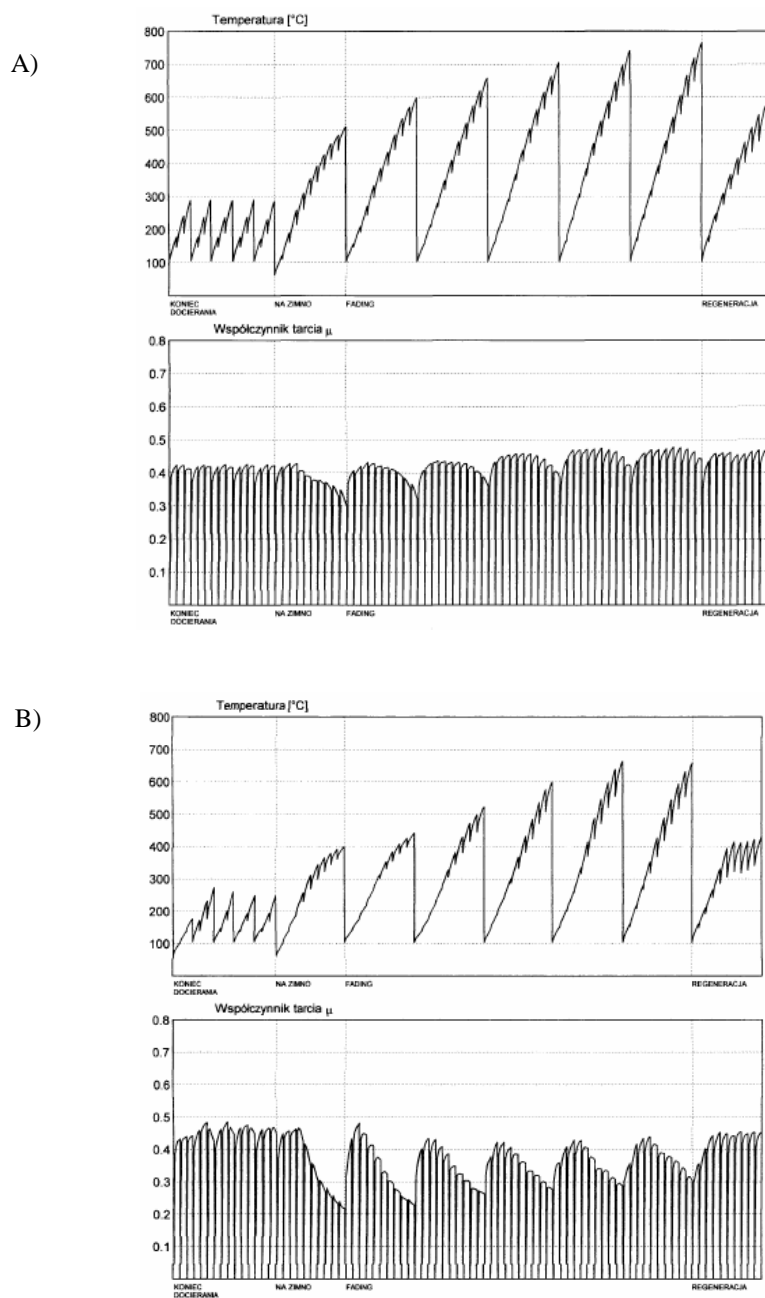 A)
Temperatura [°C]
800
700
600
500
400
300
200
100
KONIEC DOCIERANIA
NA ZIMNO
FADING
REGENERACJA
Współczynnik tarcia μ
0.8
0.7
0.6
0.5
0.4
0.3
0.2
0.1
KONIEC DOCIERANIA
NA ZIMNO
FADING
REGENERACJA
B)
Temperatura [°C]
800
700
600
500
400
300
200
100
KONIEC DOCIERANIA
NA ZIMNO
FADING
REGENERACJA
Współczynnik tarcia μ
0.8
0.7
0.6
0.5
0.4
0.3
0.2
0.1
KONIEC DOCIERANIA
NA ZIMNO
FADING
REGENERACJA